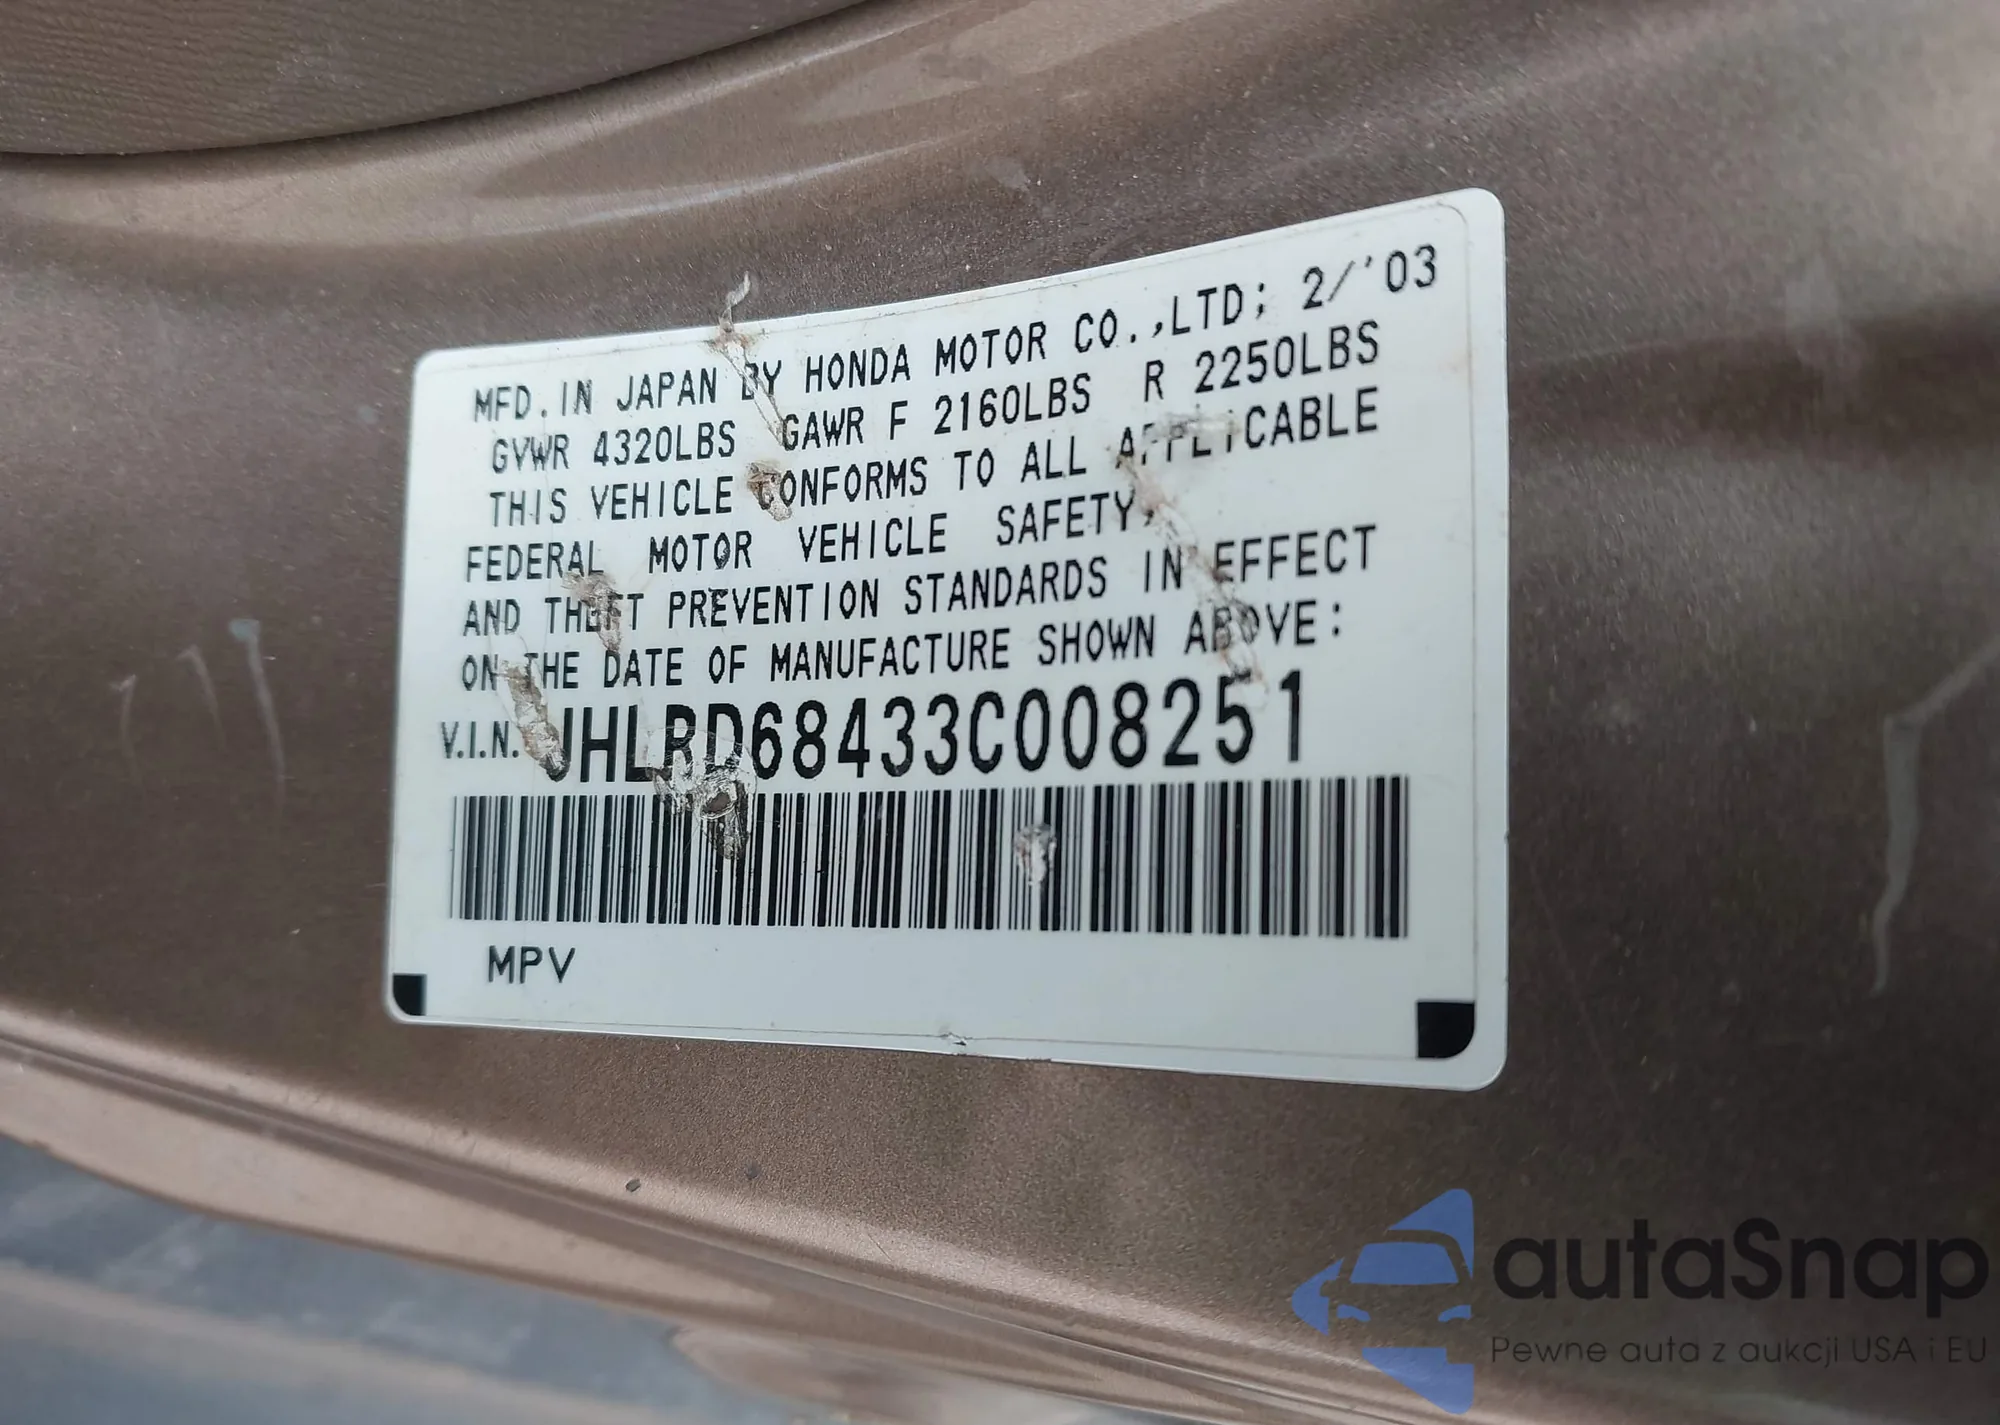 MFD. IN JAPAN BY HONDA MOTOR CO.,LTD; 2/'03
GVWR 4320LBS GAWR F 2160LBS R 2250LBS
THIS VEHICLE CONFORMS TO ALL APPLICABLE
FEDERAL MOTOR VEHICLE SAFETY,
AND THEFT PREVENTION STANDARDS IN EFFECT
ON THE DATE OF MANUFACTURE SHOWN ABOVE:
V.I.N. JHLRD68433C008251
MPV
autaSnap
Pewne auta z aukcji USA i EU